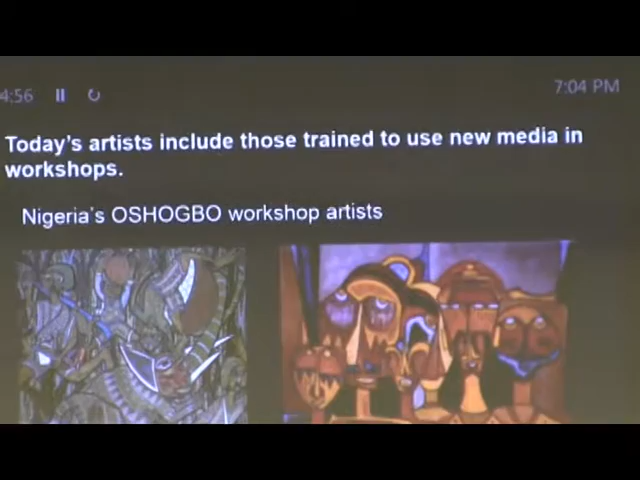 4:56
7:04 PM
Today's artists include those trained to use new media in
workshops.
Nigeria's OSHOGBO workshop artists